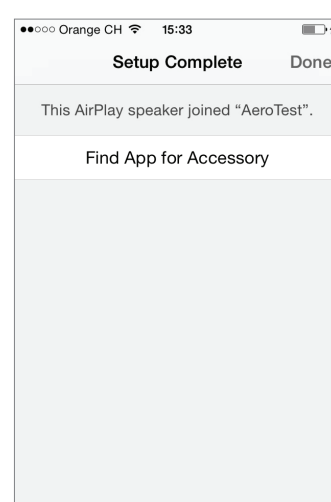 Orange CH 15:33
Setup Complete Done
This AirPlay speaker joined “AeroTest”.
Find App for Accessory